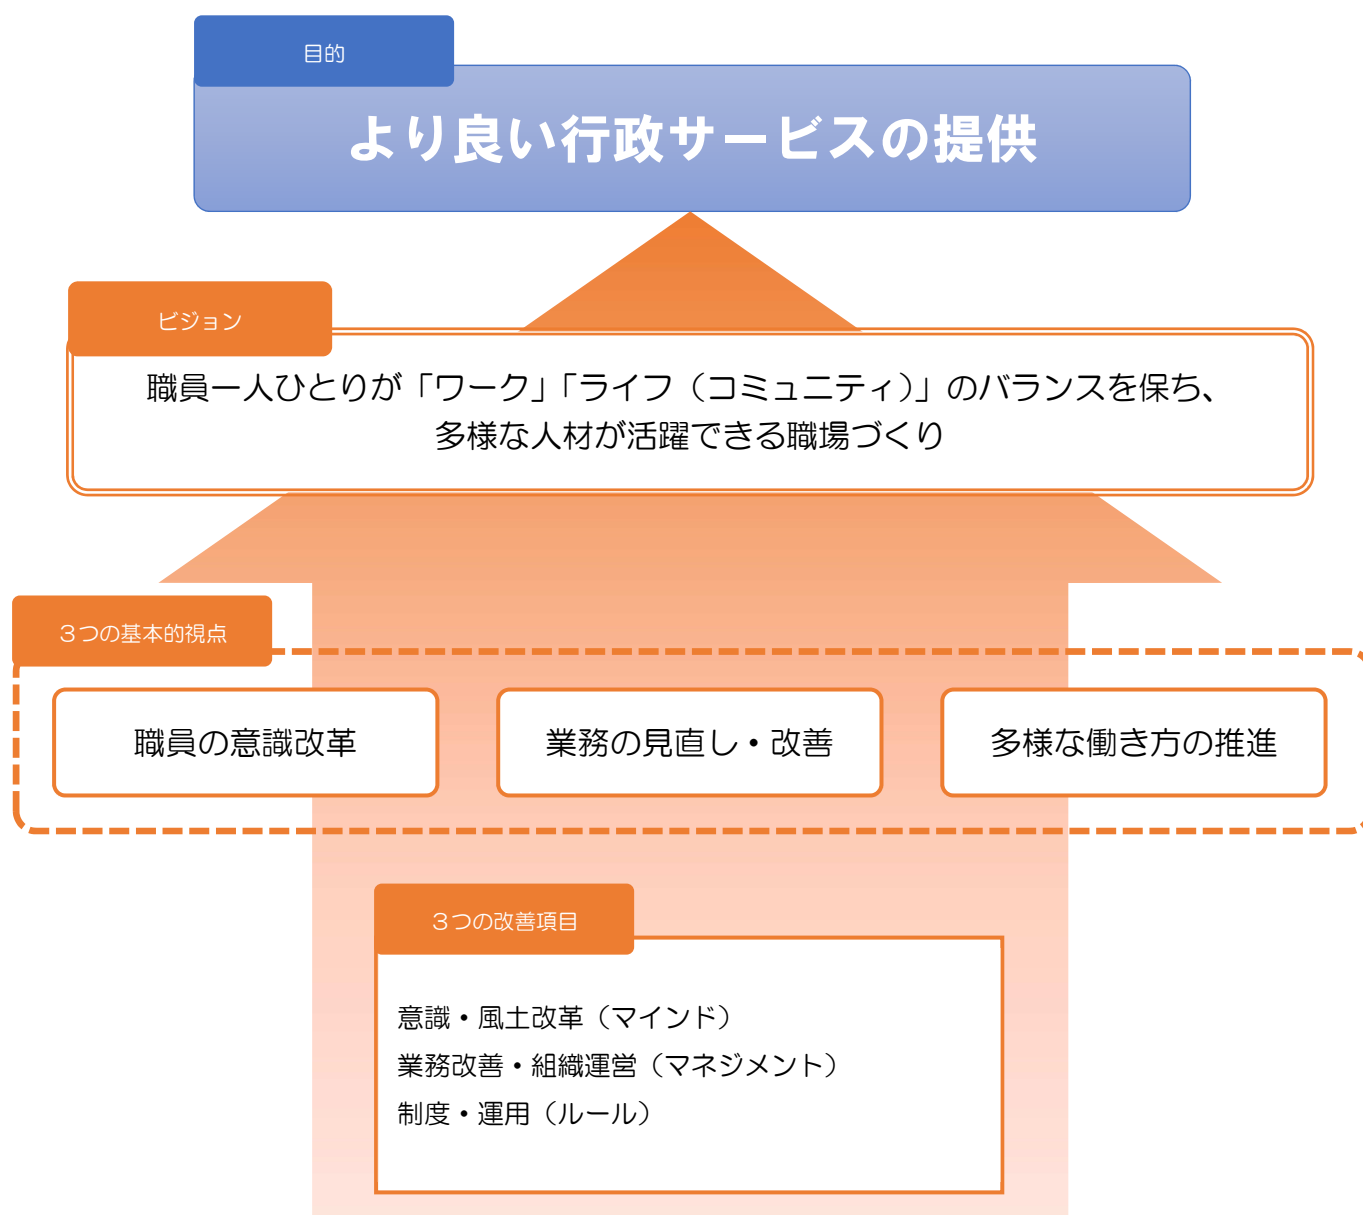 目的
より良い行政サービスの提供
ビジョン
職員一人ひとりが「ワーク」「ライフ（コミュニティ）」のバランスを保ち、
多様な人材が活躍できる職場づくり
３つの基本的視点
職員の意識改革
業務の見直し・改善
多様な働き方の推進
３つの改善項目
意識・風土改革（マインド）
業務改善・組織運営（マネジメント）
制度・運用（ルール）